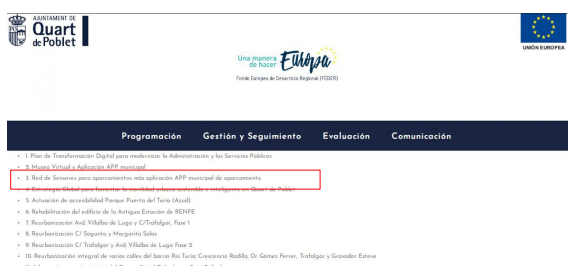 AJUNTAMENT DE
Quart
de Poblet
Una manera
de hacer
Europa
Fondo Europeo de Desarrollo Regional (FEDER)
UNIÓN EUROPEA
Programación Gestión y Seguimiento Evaluación Comunicación
1. Plan de Transformación Digital para modernizar la Administración y los Servicios Públicos
2. Museo Virtual y Aplicación APP municipal
3. Red de Sensores para aparcamientos más aplicación APP municipal de aparcamiento
4. Estrategia Global para fomentar la movilidad urbana sostenible e inteligente en Quart de Poblet
5. Actuación de accesibilidad Parque Puerto del Turia (Azud)
6. Rehabilitación del edificio de la Antigua Estación de RENFE
7. Reurbanización Avd. Villalba de Lugo y C/Trafalgar, Fase 1
8. Reurbanización C/ Sagunto y Margarita Salas
9. Reurbanización C/ Trafalgar y Avd. Villalba de Lugo Fase 2
10. Reurbanización integral de varias calles del barrio Río Turia: Crescencia Rodilla, Dr Gómez Ferrer, Trafalgar y Gravador Esteve